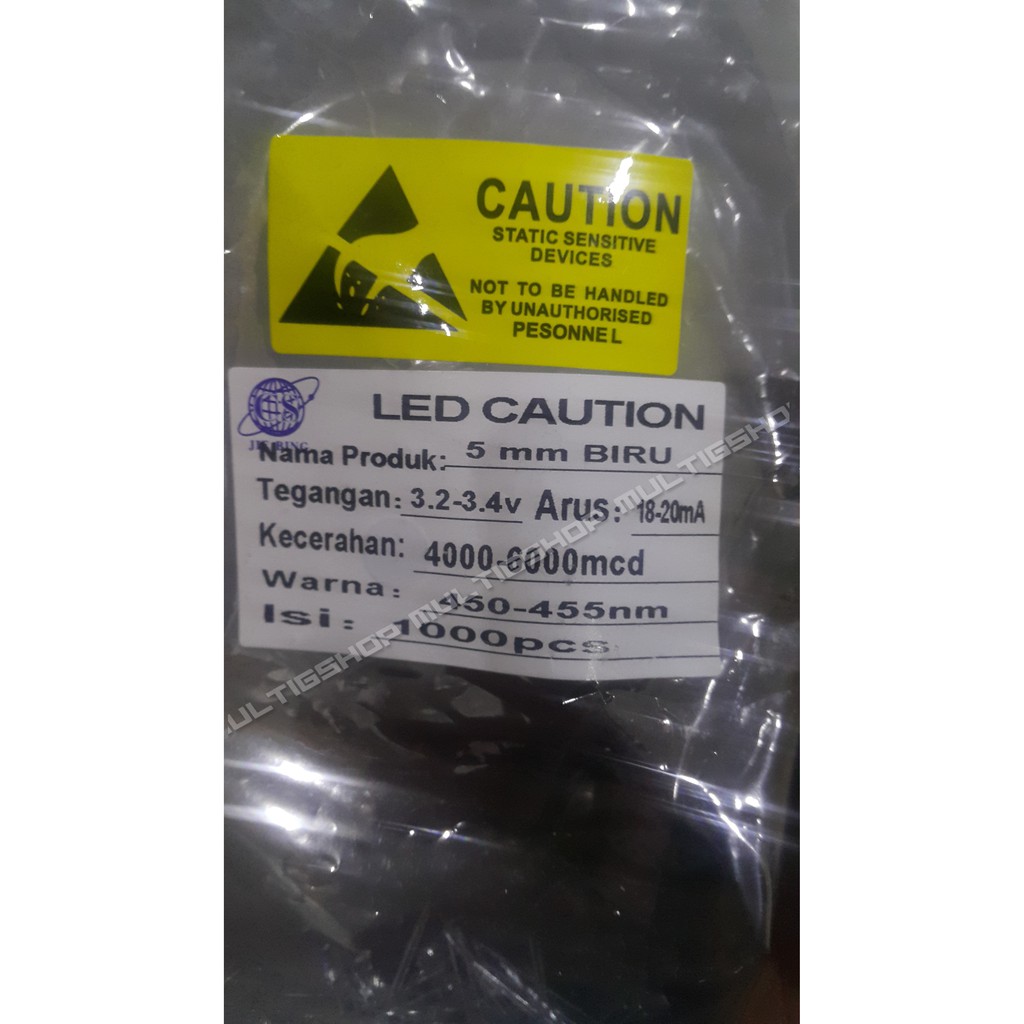 CAUTION
STATIC SENSITIVE
DEVICES
NOT TO BE HANDLED
BY UNAUTHORISED
PESONNEL
LED CAUTION
Nama Produk: 5 mm BIRU
Tegangan: 3.2-3.4v Arus: 18-20mA
Kecerahan: 4000-6000mcd
Warna: 450-455nm
Isi: 1000pcs
MULTIGSHOP MULTIGSHOP MULTIGSHOP